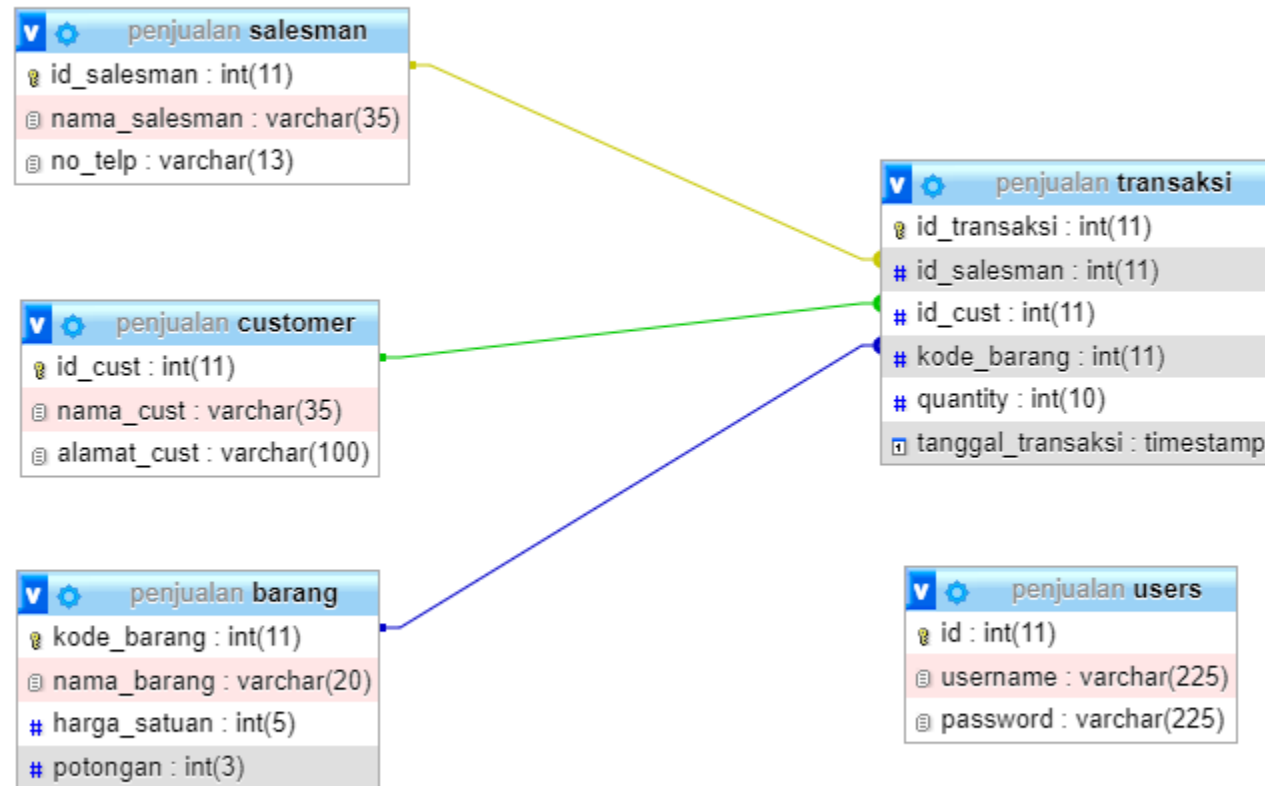 v penjualan salesman
id_salesman : int(11)
nama_salesman : varchar(35)
no_telp : varchar(13)
v penjualan customer
id_cust : int(11)
nama_cust : varchar(35)
alamat_cust : varchar(100)
v penjualan barang
kode_barang : int(11)
nama_barang : varchar(20)
# harga_satuan : int(5)
# potongan : int(3)
v penjualan transaksi
id_transaksi : int(11)
# id_salesman : int(11)
# id_cust : int(11)
# kode_barang : int(11)
# quantity : int(10)
tanggal_transaksi : timestamp
v penjualan users
id : int(11)
username : varchar(225)
password : varchar(225)